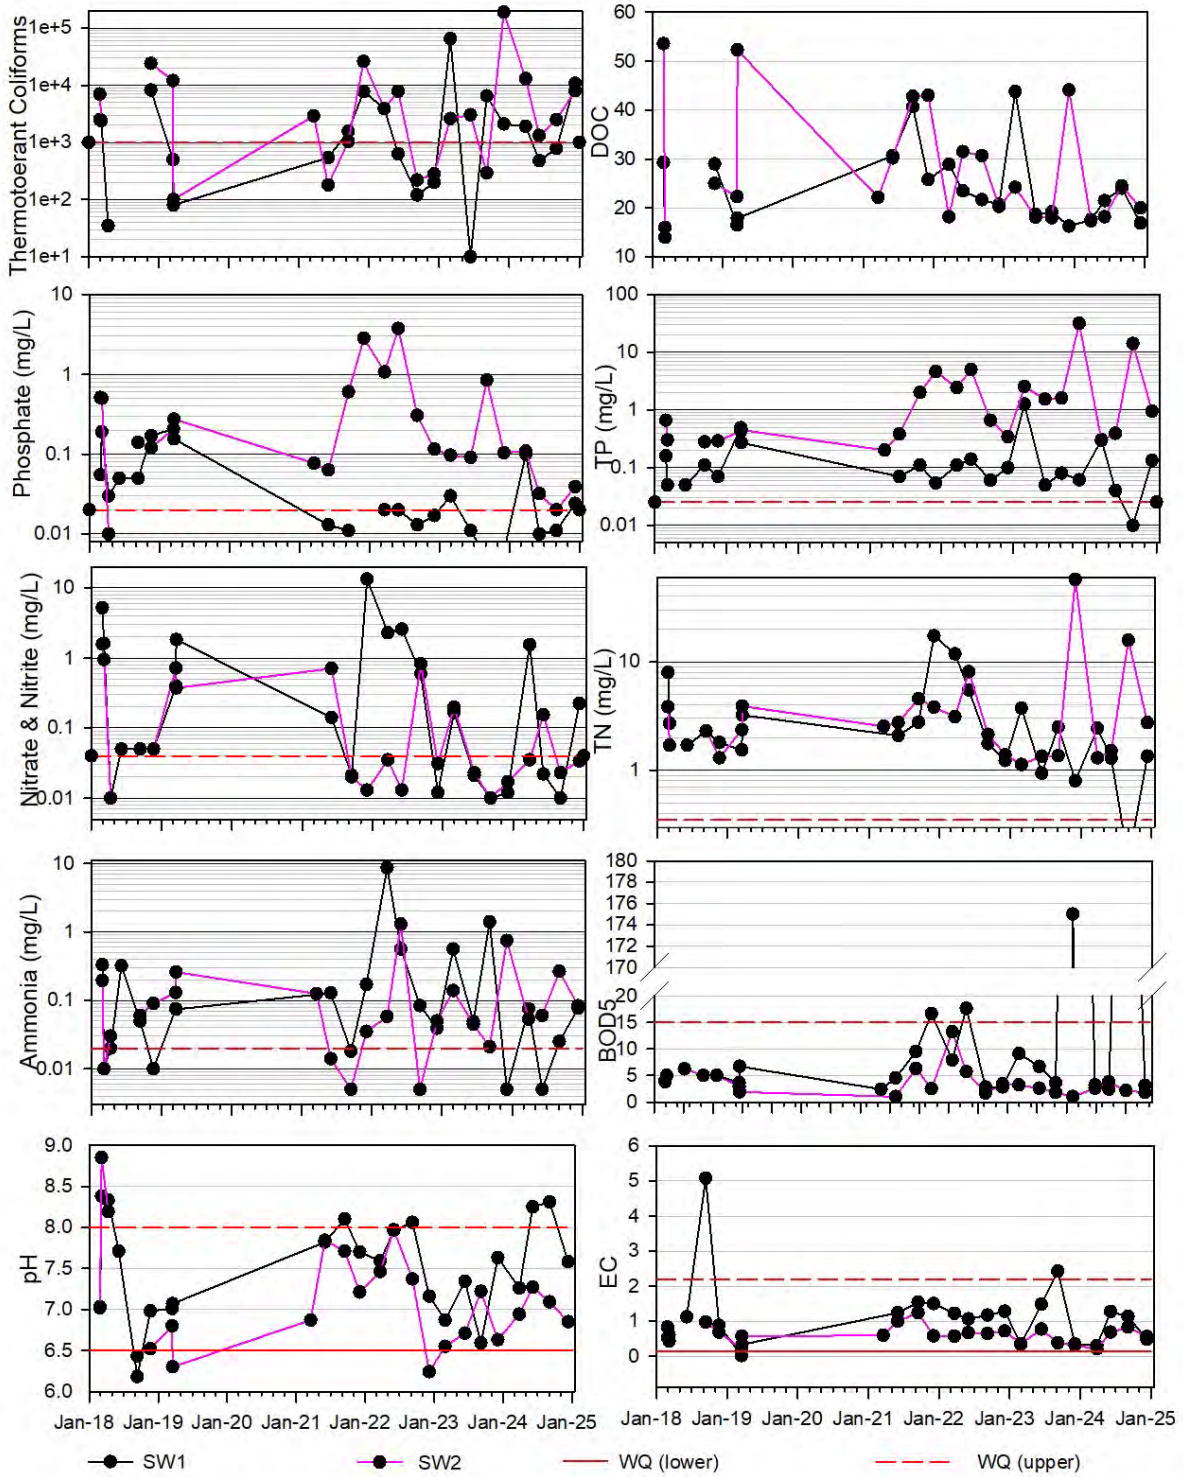 Thermotoerant Coliforms
1e+5
1e+4
1e+3
1e+2
1e+1
DOC
60
50
40
30
20
10
Phosphate (mg/L)
10
1
0.1
0.01
TP (mg/L)
100
10
1
0.1
0.01
Nitrate & Nitrite (mg/L)
10
1
0.1
0.01
TN (mg/L)
10
1
Ammonia (mg/L)
10
1
0.1
0.01
BOD5
180
178
176
174
172
170
20
15
10
5
0
pH
9.0
8.5
8.0
7.5
7.0
6.5
6.0
EC
6
5
4
3
2
1
0
Jan-18 Jan-19 Jan-20 Jan-21 Jan-22 Jan-23 Jan-24 Jan-25
Jan-18 Jan-19 Jan-20 Jan-21 Jan-22 Jan-23 Jan-24 Jan-25
SW1 SW2 WQ (lower) WQ (upper)